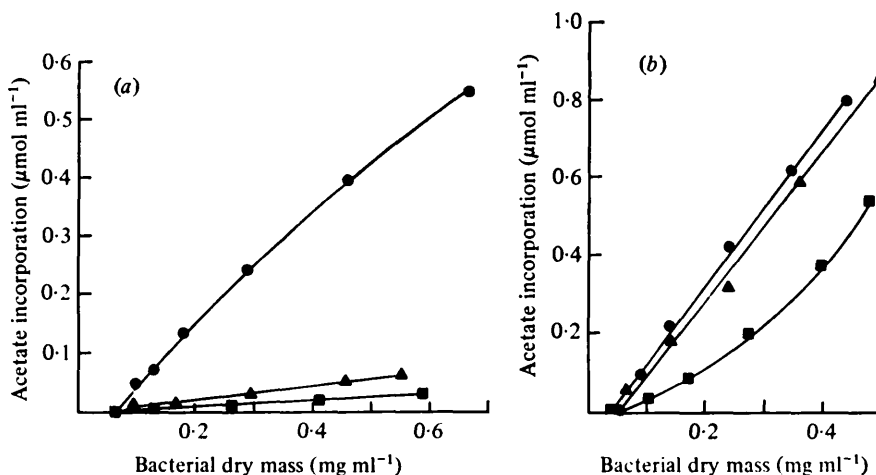 (a)
0·6
0·5
0·4
0·3
0·2
0·1
0·2 0·4 0·6
Acetate incorporation (μmol ml⁻¹)
Bacterial dry mass (mg ml⁻¹)
(b)
1·0
0·8
0·6
0·4
0·2
0·2 0·4
Acetate incorporation (μmol ml⁻¹)
Bacterial dry mass (mg ml⁻¹)